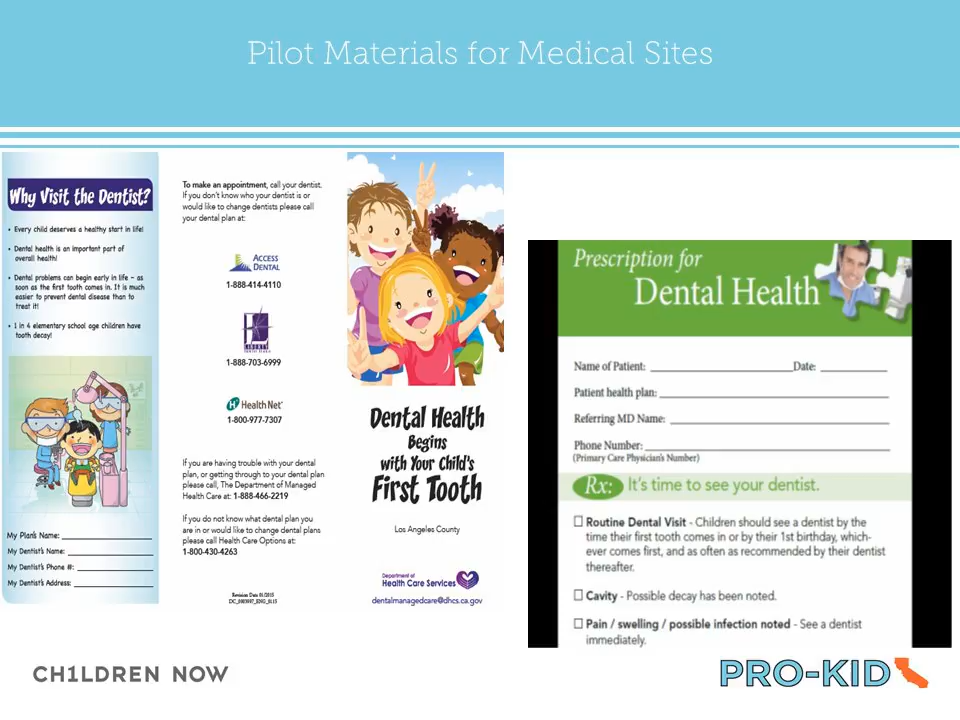 Pilot Materials for Medical Sites
Why Visit the Dentist?
• Every child deserves a healthy start in life!
• Dental health is an important part of
overall health!
• Dental problems can begin early in life – as
soon as the first tooth comes in. It is much
easier to prevent dental disease than to
treat it!
• 1 in 4 elementary school age children have
tooth decay!
My Plan's Name:
My Dentist's Name:
My Dentist's Phone #:
My Dentist's Address:
To make an appointment, call your dentist.
If you don't know who your dentist is or
would like to change dentists please call
your dental plan at:
ACCESS
DENTAL
1-888-414-4110
LIBERTY
DENTAL PLAN
1-888-703-6999
Health Net
1-800-977-7307
If you are having trouble with your dental
plan, or getting through to your dental plan
please call, The Department of Managed
Health Care at: 1-888-466-2219
If you do not know what dental plan you
are in or would like to change dental plans
please call Health Care Options at:
1-800-430-4263
Revision Date 01/2015
Dental Health
Begins
with Your Child's
First Tooth
Los Angeles County
Department of
Health Care Services
dentalmanagedcare@dhcs.ca.gov
Prescription for
Dental Health
Name of Patient: Date:
Patient health plan:
Referring MD Name:
Phone Number:
(Primary Care Physician's Number)
Rx: It's time to see your dentist.
☐ Routine Dental Visit - Children should see a dentist by the
time their first tooth comes in or by their 1st birthday, which-
ever comes first, and as often as recommended by their dentist
thereafter.
☐ Cavity - Possible decay has been noted.
☐ Pain / swelling / possible infection noted - See a dentist
immediately.
CH1LDREN NOW
PRO-KID